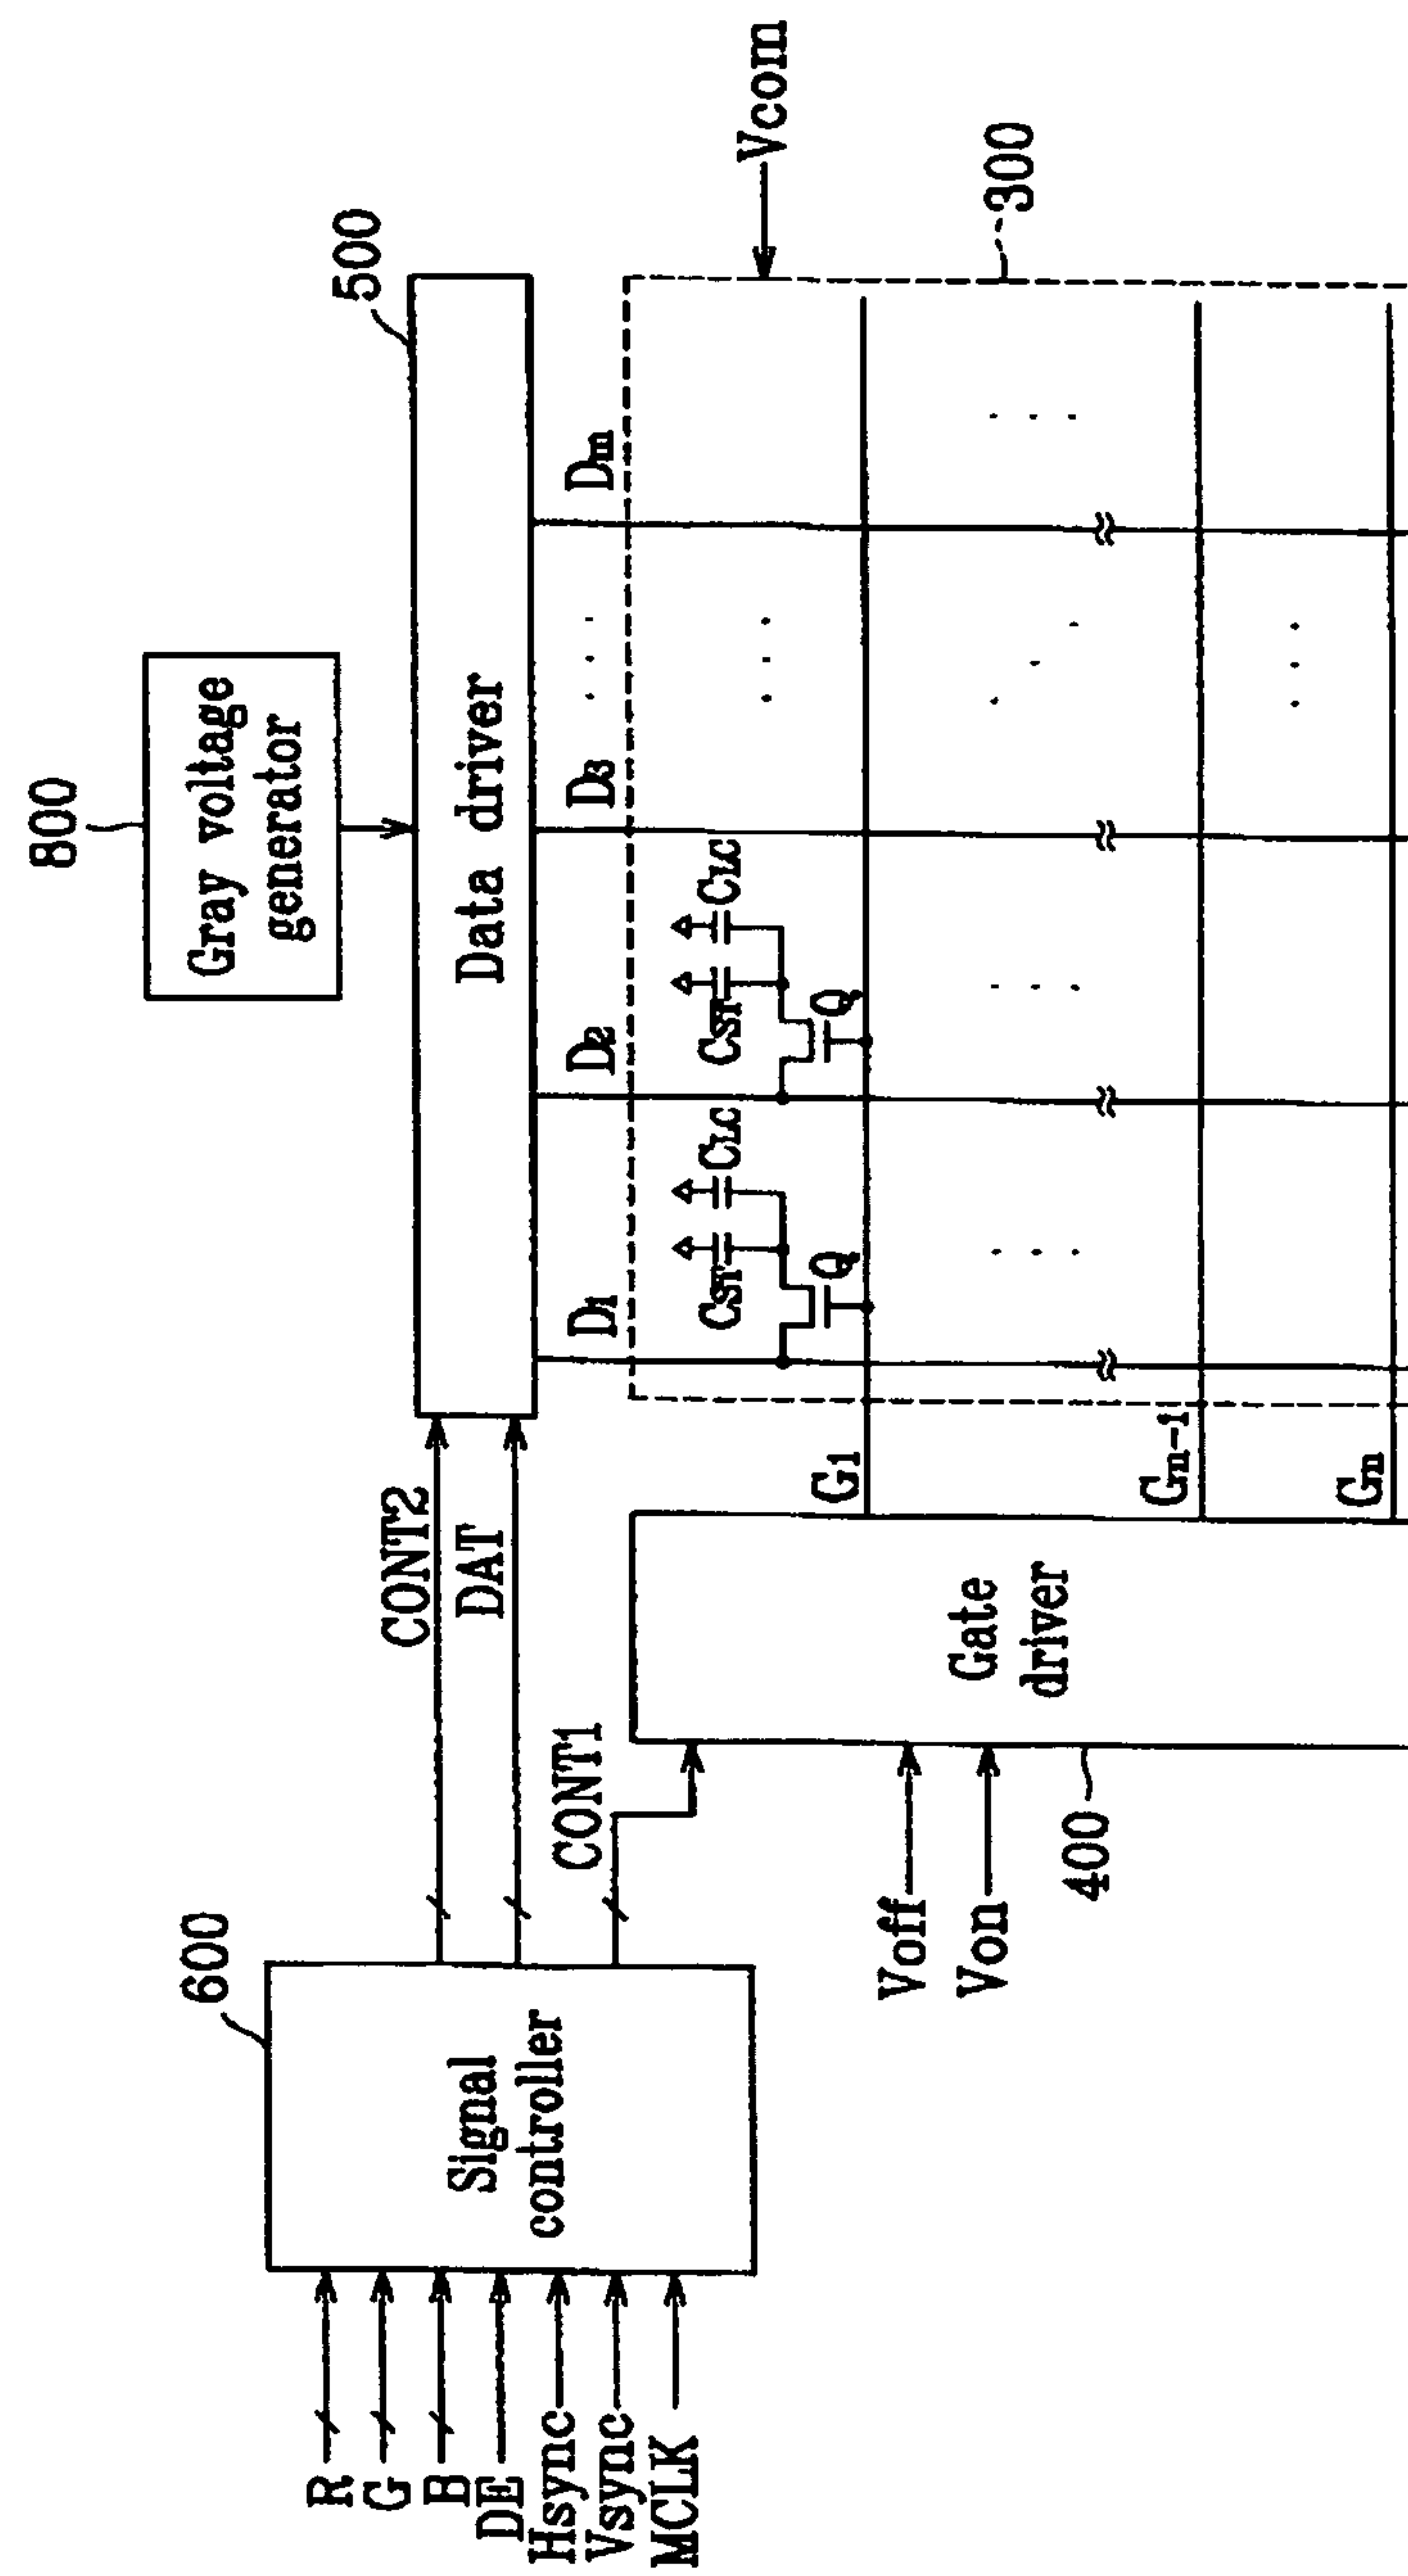 800
Gray voltage
generator
500
Data driver
600
Signal
controller
R
G
B
DE
Hsync
Vsync
MCLK
CONT2
DAT
CONT1
D1
D2
D3
Dm
Vcom
300
CST
CLC
CST
CLC
Q
Q
G1
Gn-1
Gn
Gate
driver
Voff
Von
400